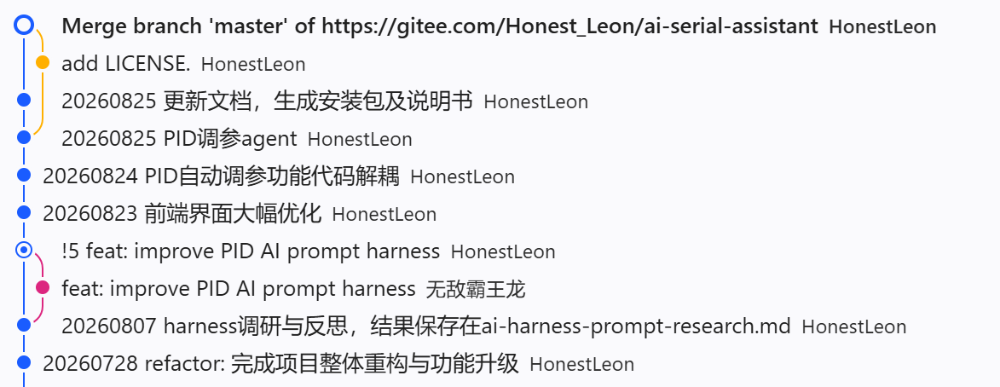 Merge branch 'master' of https://gitee.com/Honest_Leon/ai-serial-assistant HonestLeon
add LICENSE. HonestLeon
20260825 更新文档，生成安装包及说明书 HonestLeon
20260825 PID调参agent HonestLeon
20260824 PID自动调参功能代码解耦 HonestLeon
20260823 前端界面大幅优化 HonestLeon
!5 feat: improve PID AI prompt harness HonestLeon
feat: improve PID AI prompt harness 无敌霸王龙
20260807 harness调研与反思，结果保存在ai-harness-prompt-research.md HonestLeon
20260728 refactor: 完成项目整体重构与功能升级 HonestLeon